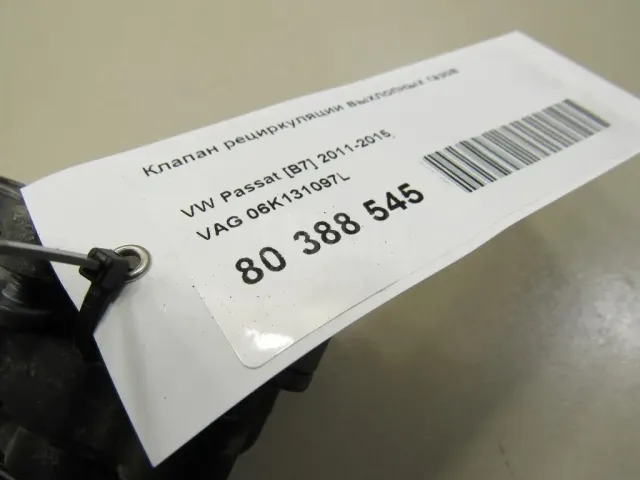 Клапан рециркуляции выхлопных газов
VW Passat [B7] 2011-2015
VAG 06K131097L
80 388 545